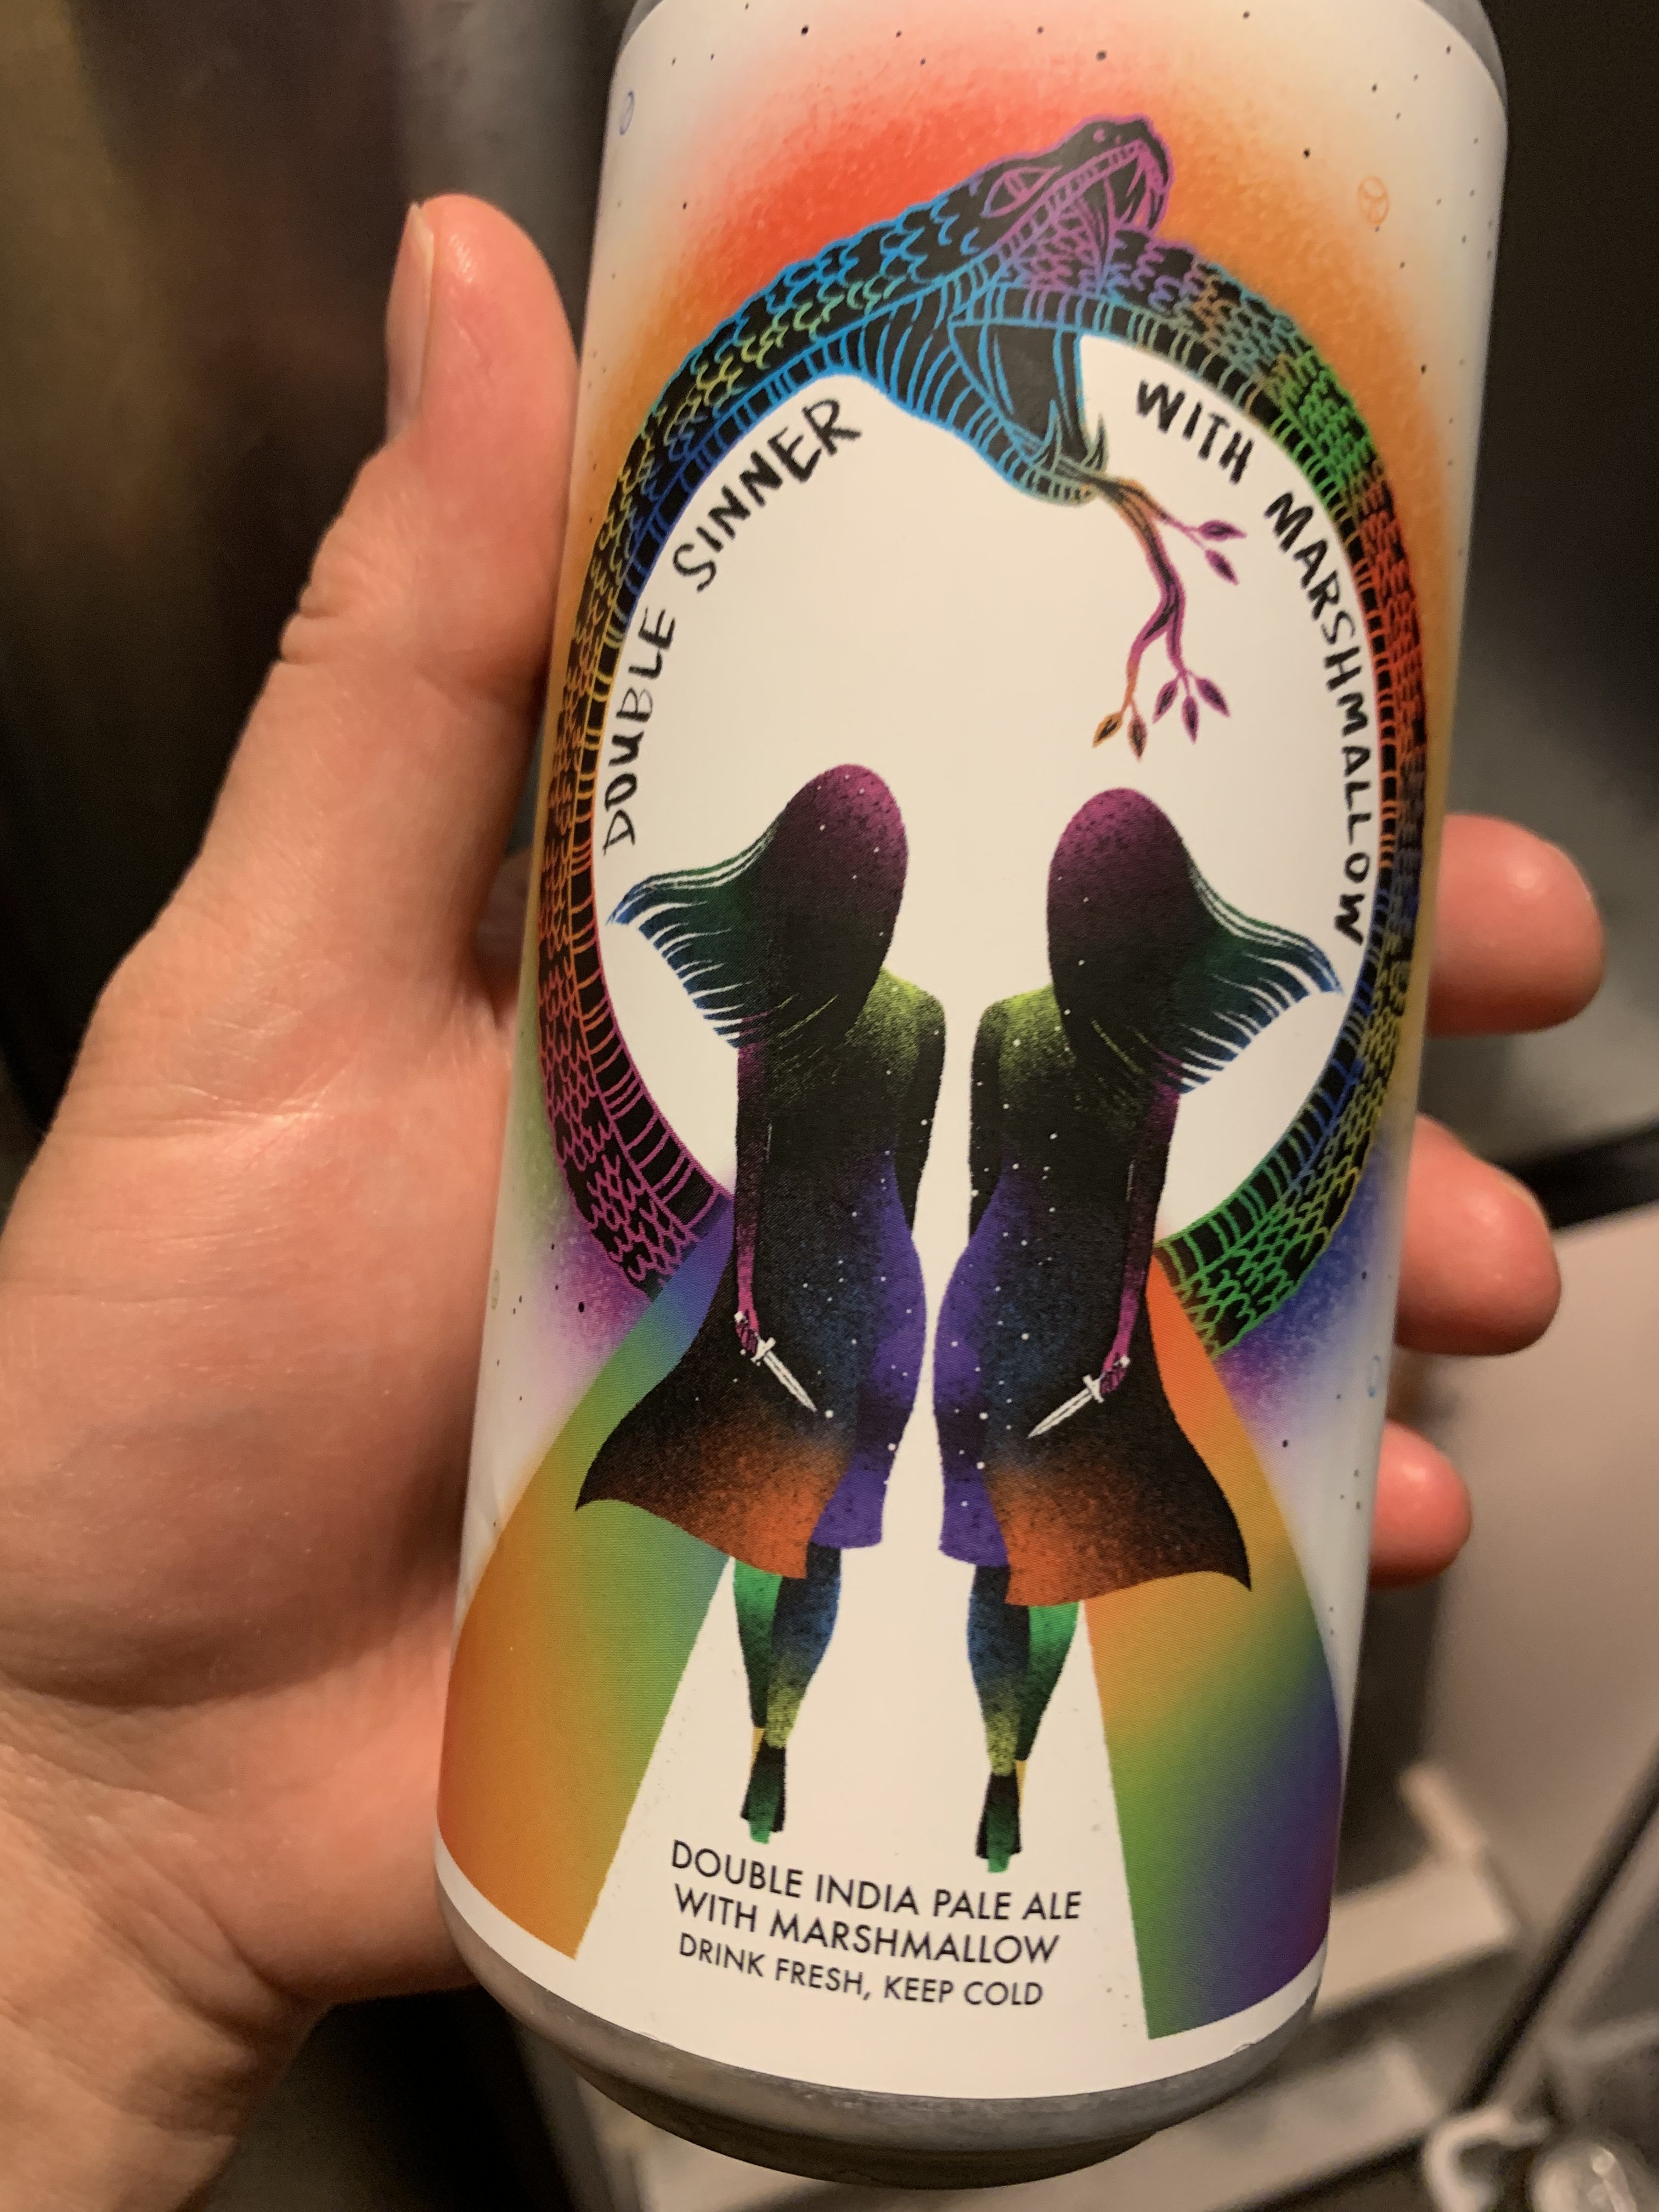 DOUBLE SINNER
WITH MARSHMALLOW
DOUBLE INDIA PALE ALE
WITH MARSHMALLOW
DRINK FRESH, KEEP COLD